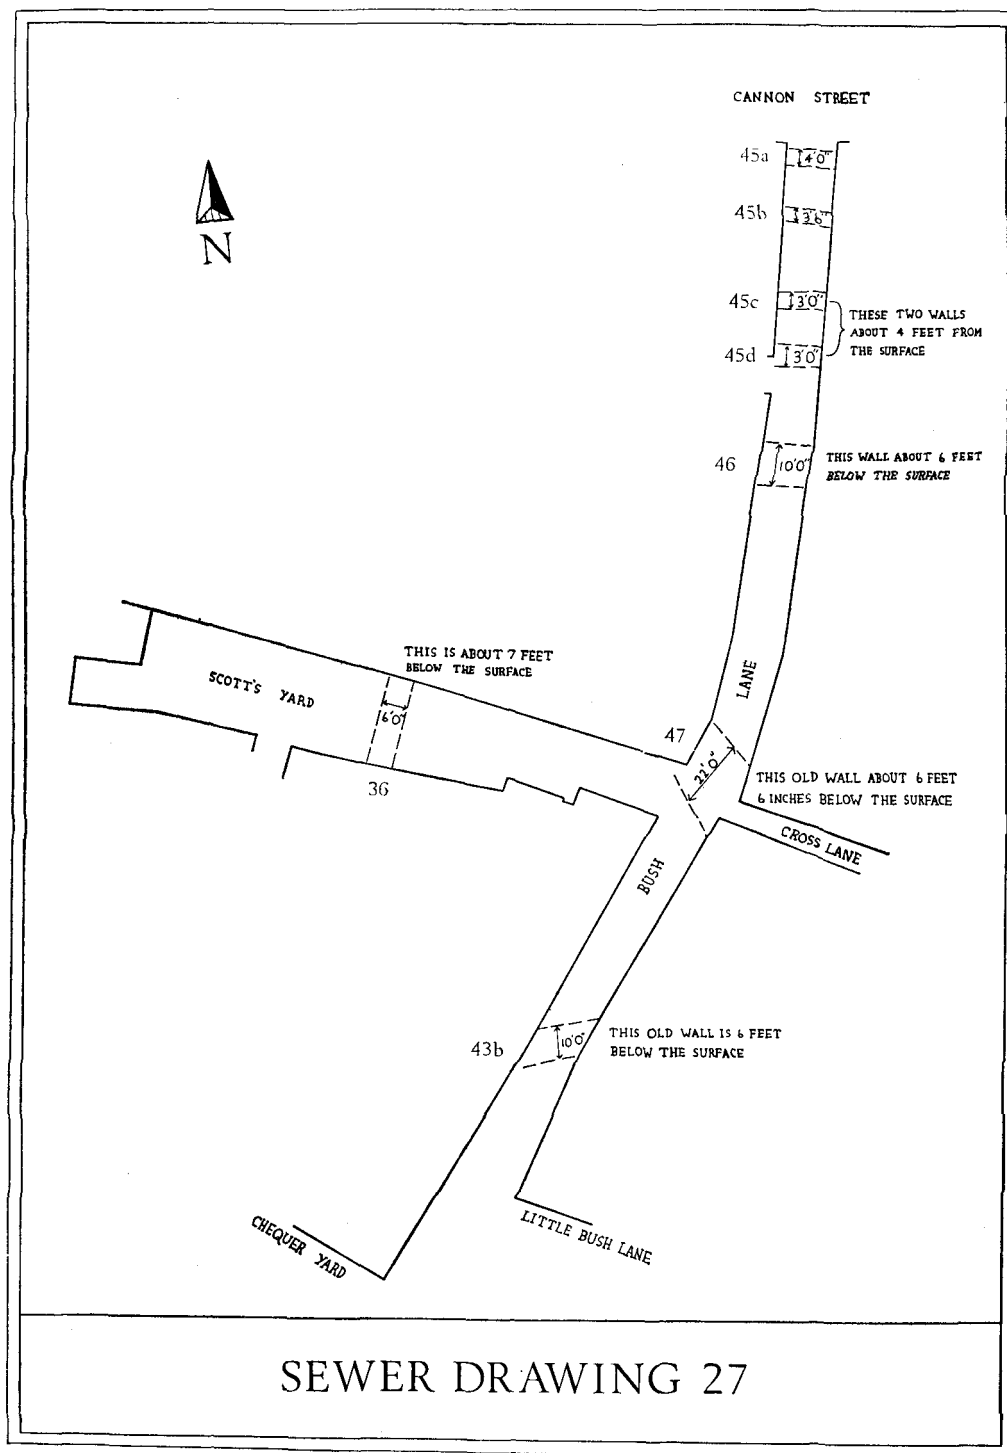 CANNON STREET
45a
4'0"
45b
3'6"
45c
3'0"
THESE TWO WALLS
ABOUT 4 FEET FROM
THE SURFACE
45d
3'0"
N
46
10'0"
THIS WALL ABOUT 6 FEET
BELOW THE SURFACE
THIS IS ABOUT 7 FEET
BELOW THE SURFACE
SCOTT'S YARD
6'0"
36
LANE
47
22'0"
THIS OLD WALL ABOUT 6 FEET
6 INCHES BELOW THE SURFACE
CROSS LANE
BUSH
43b
10'0"
THIS OLD WALL IS 6 FEET
BELOW THE SURFACE
CHEQUER YARD
LITTLE BUSH LANE
SEWER DRAWING 27